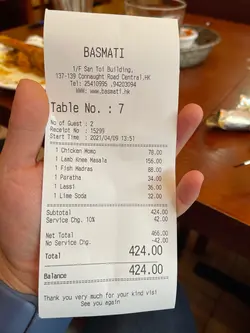 BASMATI
1/F San Toi Building,
137-139 Connaught Road Central.HK
Tel: 25410995 ,94203094
WWW: www.basmati.hk
Table No. : 7
No of Guest : 2
Receipt No : 15299
Start Time : 2021/04/09 13:51
1 Chicken Momo 78.00
1 Lamb Knee Masala 156.00
1 Fish Madras 88.00
1 Paratha 34.00
1 Lassi 36.00
1 Lime Soda 32.00
Subtotal 424.00
Service Chg. 10% 42.00
Net Total 466.00
No Service Chg. -42.00
Total 424.00
Balance 424.00
Thank you very much for your kind visi
See you again